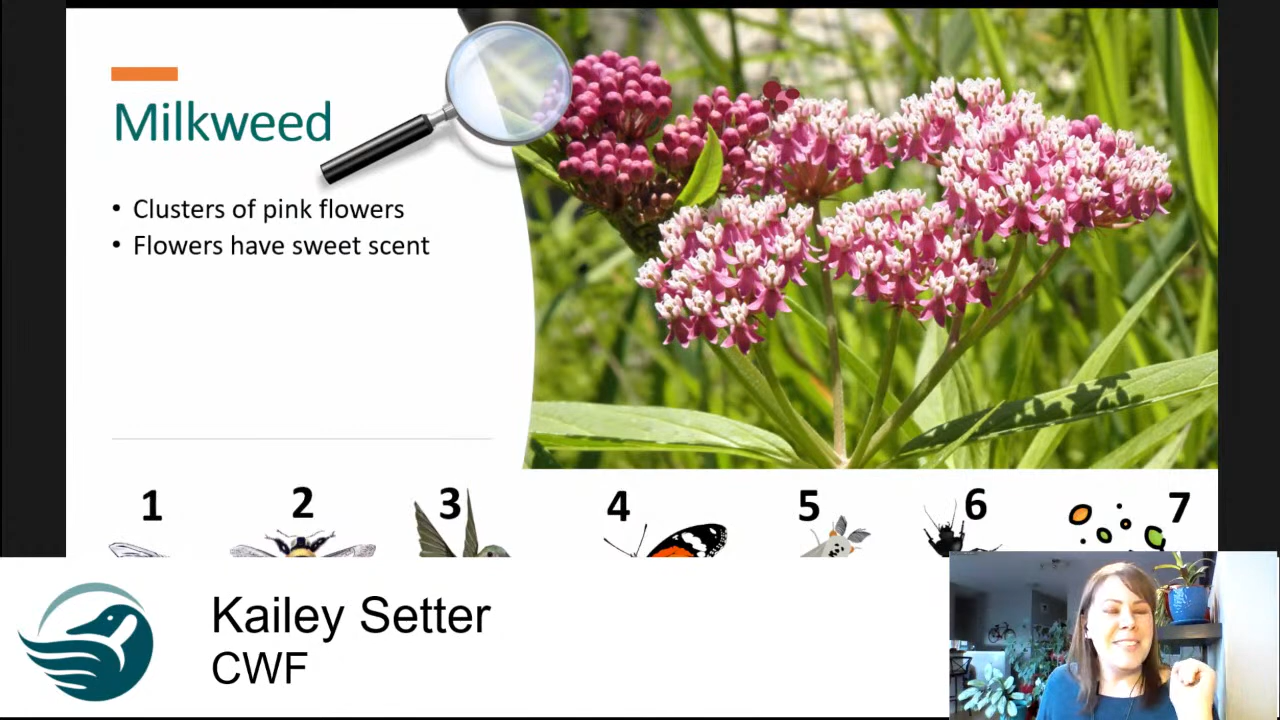 Milkweed
• Clusters of pink flowers
• Flowers have sweet scent
1 2 3 4 5 6 7
Kailey Setter
CWF